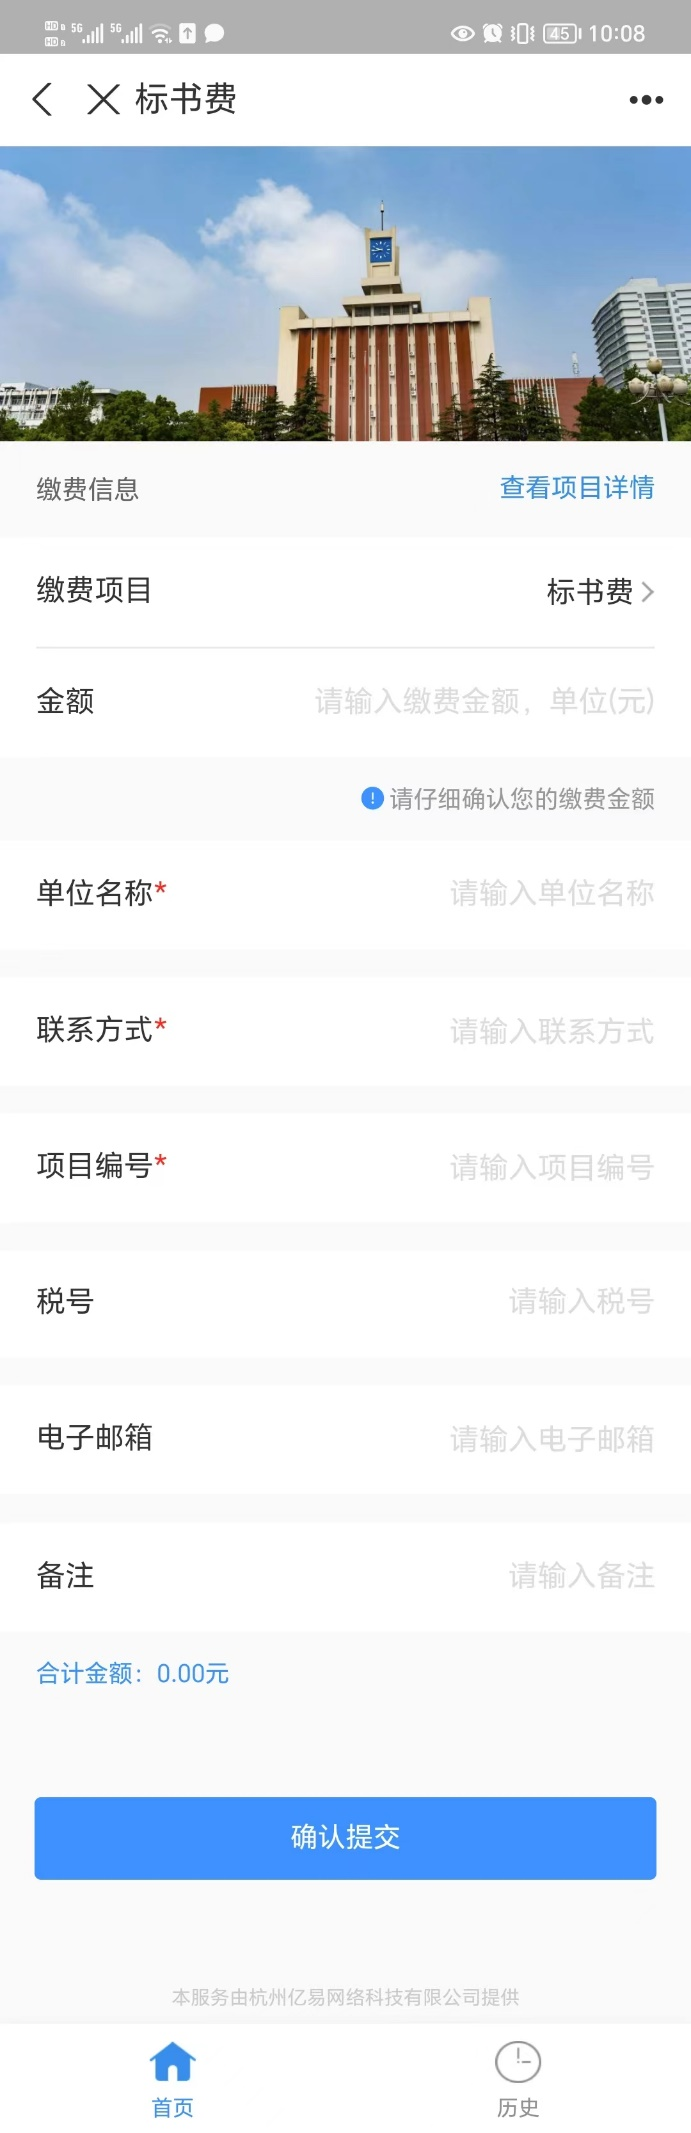 HD HD 5G 5G 45 10:08
标书费
缴费信息 查看项目详情
缴费项目 标书费
金额 请输入缴费金额，单位(元)
请仔细确认您的缴费金额
单位名称* 请输入单位名称
联系方式* 请输入联系方式
项目编号* 请输入项目编号
税号 请输入税号
电子邮箱 请输入电子邮箱
备注 请输入备注
合计金额：0.00元
确认提交
本服务由杭州亿易网络科技有限公司提供
首页 历史